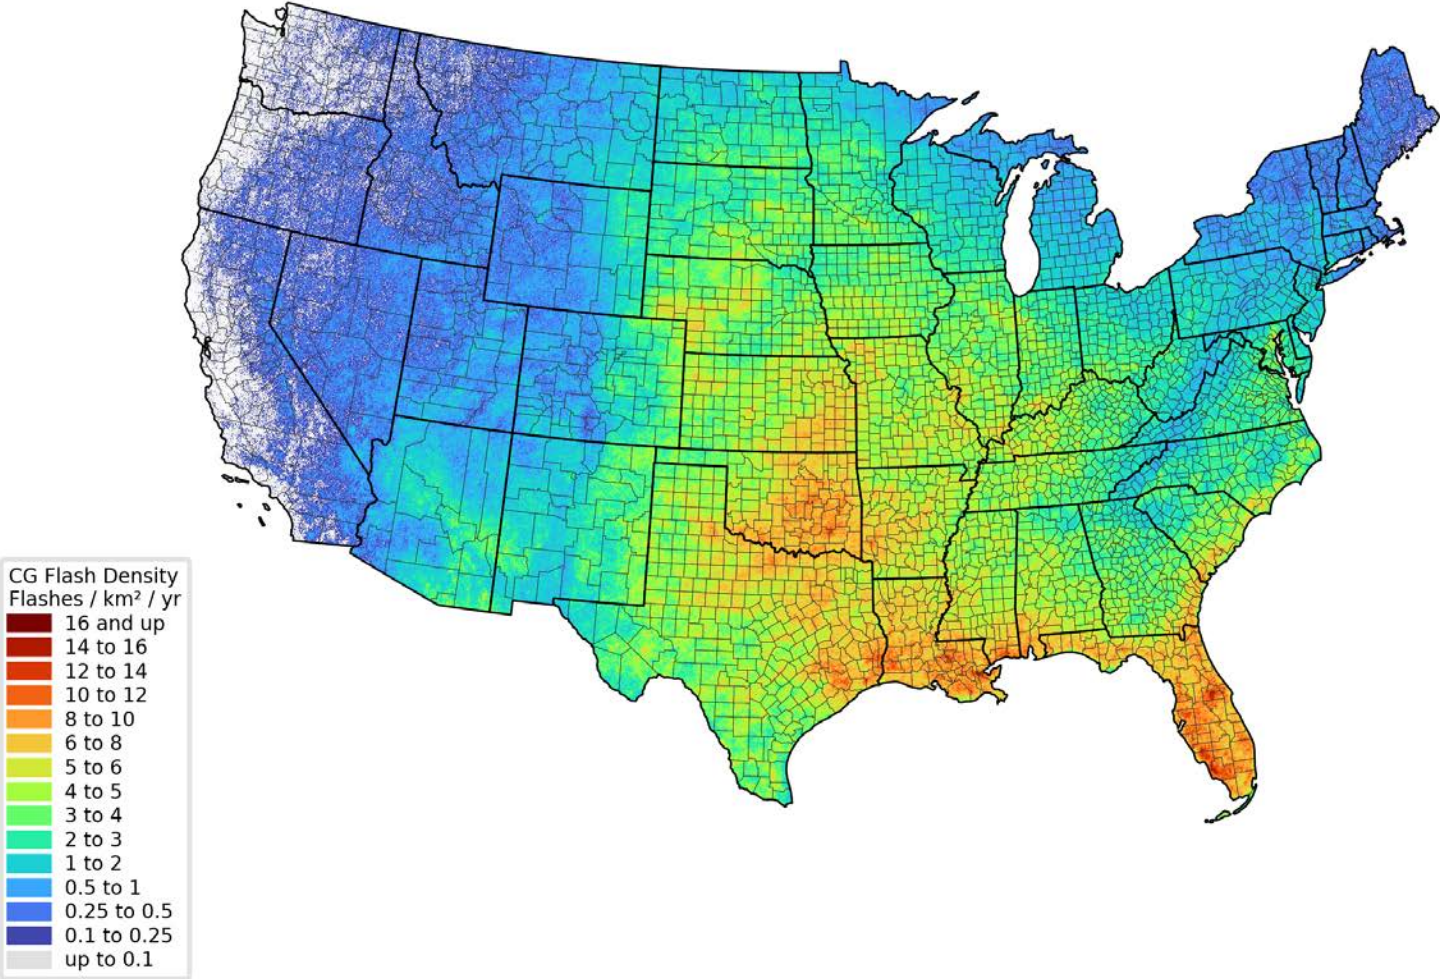 CG Flash Density
Flashes / km² / yr
16 and up
14 to 16
12 to 14
10 to 12
8 to 10
6 to 8
5 to 6
4 to 5
3 to 4
2 to 3
1 to 2
0.5 to 1
0.25 to 0.5
0.1 to 0.25
up to 0.1